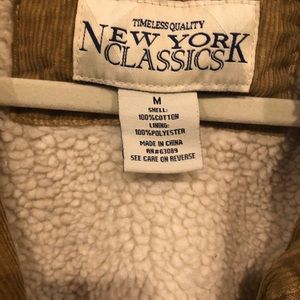 TIMELESS QUALITY
NEW YORK
CLASSICS
M
SHELL:
100%COTTON
LINING:
100%POLYESTER
MADE IN CHINA
RN#63089
SEE CARE ON REVERSE